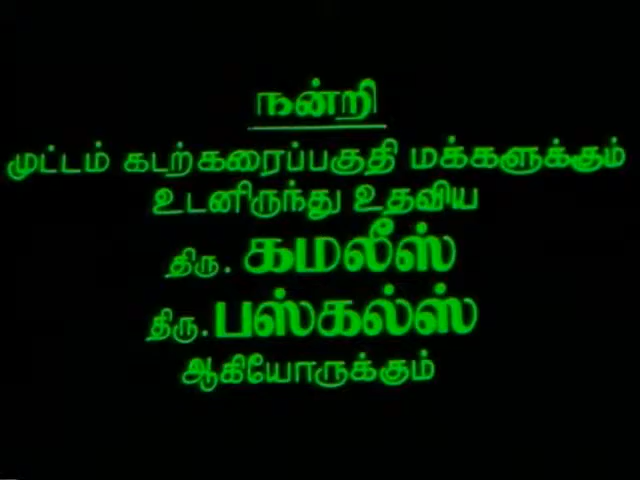 நன்றி
முட்டம் கடற்கரைப்பகுதி மக்களுக்கும்
உடனிருந்து உதவிய
திரு. கமலீஸ்
திரு. பஸ்கல்ஸ்
ஆகியோருக்கும்